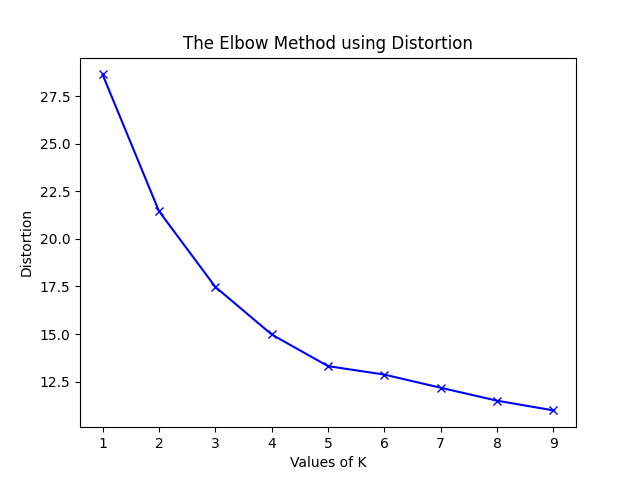 The Elbow Method using Distortion
27.5
25.0
22.5
20.0
17.5
15.0
12.5
Distortion
1 2 3 4 5 6 7 8 9
Values of K